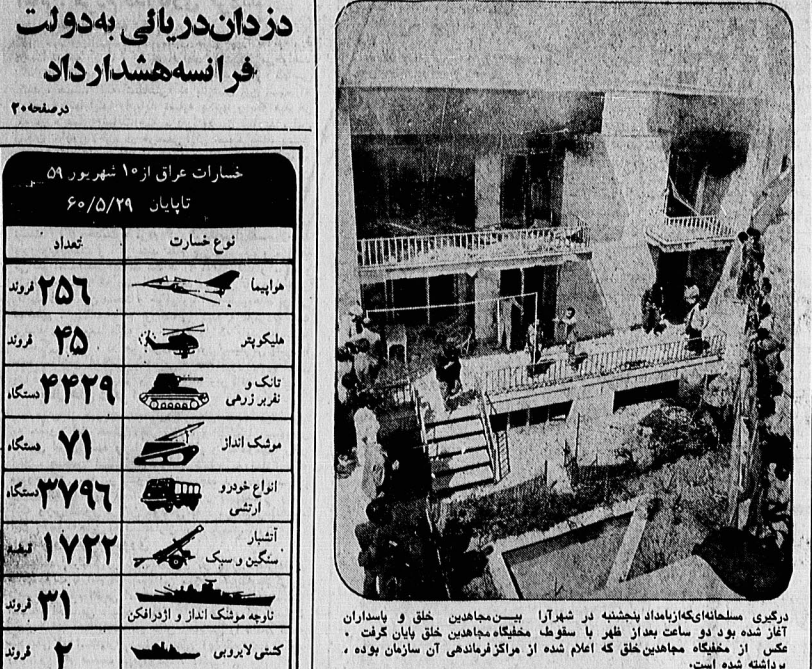 دزدان دریائی به دولت
فرانسه هشدار داد
در صفحه ۲۰
خسارات عراق از ۱۰ شهریور ۵۹
تا پایان ۶۰/۵/۲۹
نوع خسارت تعداد
هواپیما ۲۵۶ فروند
هلیکوپتر ۴۵ فروند
تانک و
نفربر زرهی ۴۴۲۹ دستگاه
موشک انداز ۷۱ دستگاه
انواع خودرو
ارتشی ۳۷۹۶ دستگاه
آتشبار
سنگین و سبک ۱۷۲۲ قبضه
ناوچه موشک انداز و اژدرافکن ۳۱ فروند
کشتی لایروبی ۲ فروند
درگیری مسلحانه‌ای که از بامداد پنجشنبه در شهرآرا بین مجاهدین خلق و پاسداران
آغاز شده بود دو ساعت بعد از ظهر با سقوط مخفیگاه مجاهدین خلق پایان گرفت .
عکس از مخفیگاه مجاهدین خلق که اعلام شده از مراکز فرماندهی آن سازمان بوده ،
برداشته شده است.